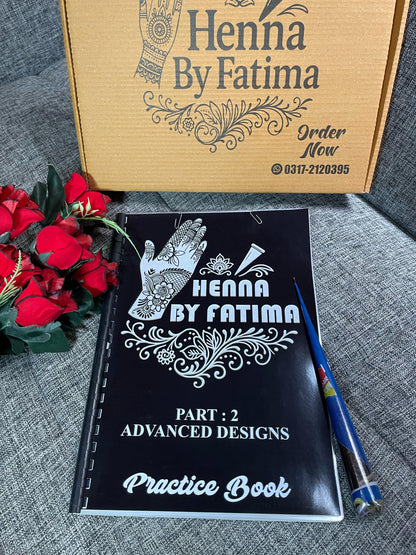 Henna
By Fatima
Order
Now
0317-2120395
HENNA
BY FATIMA
PART : 2
ADVANCED DESIGNS
Practice Book